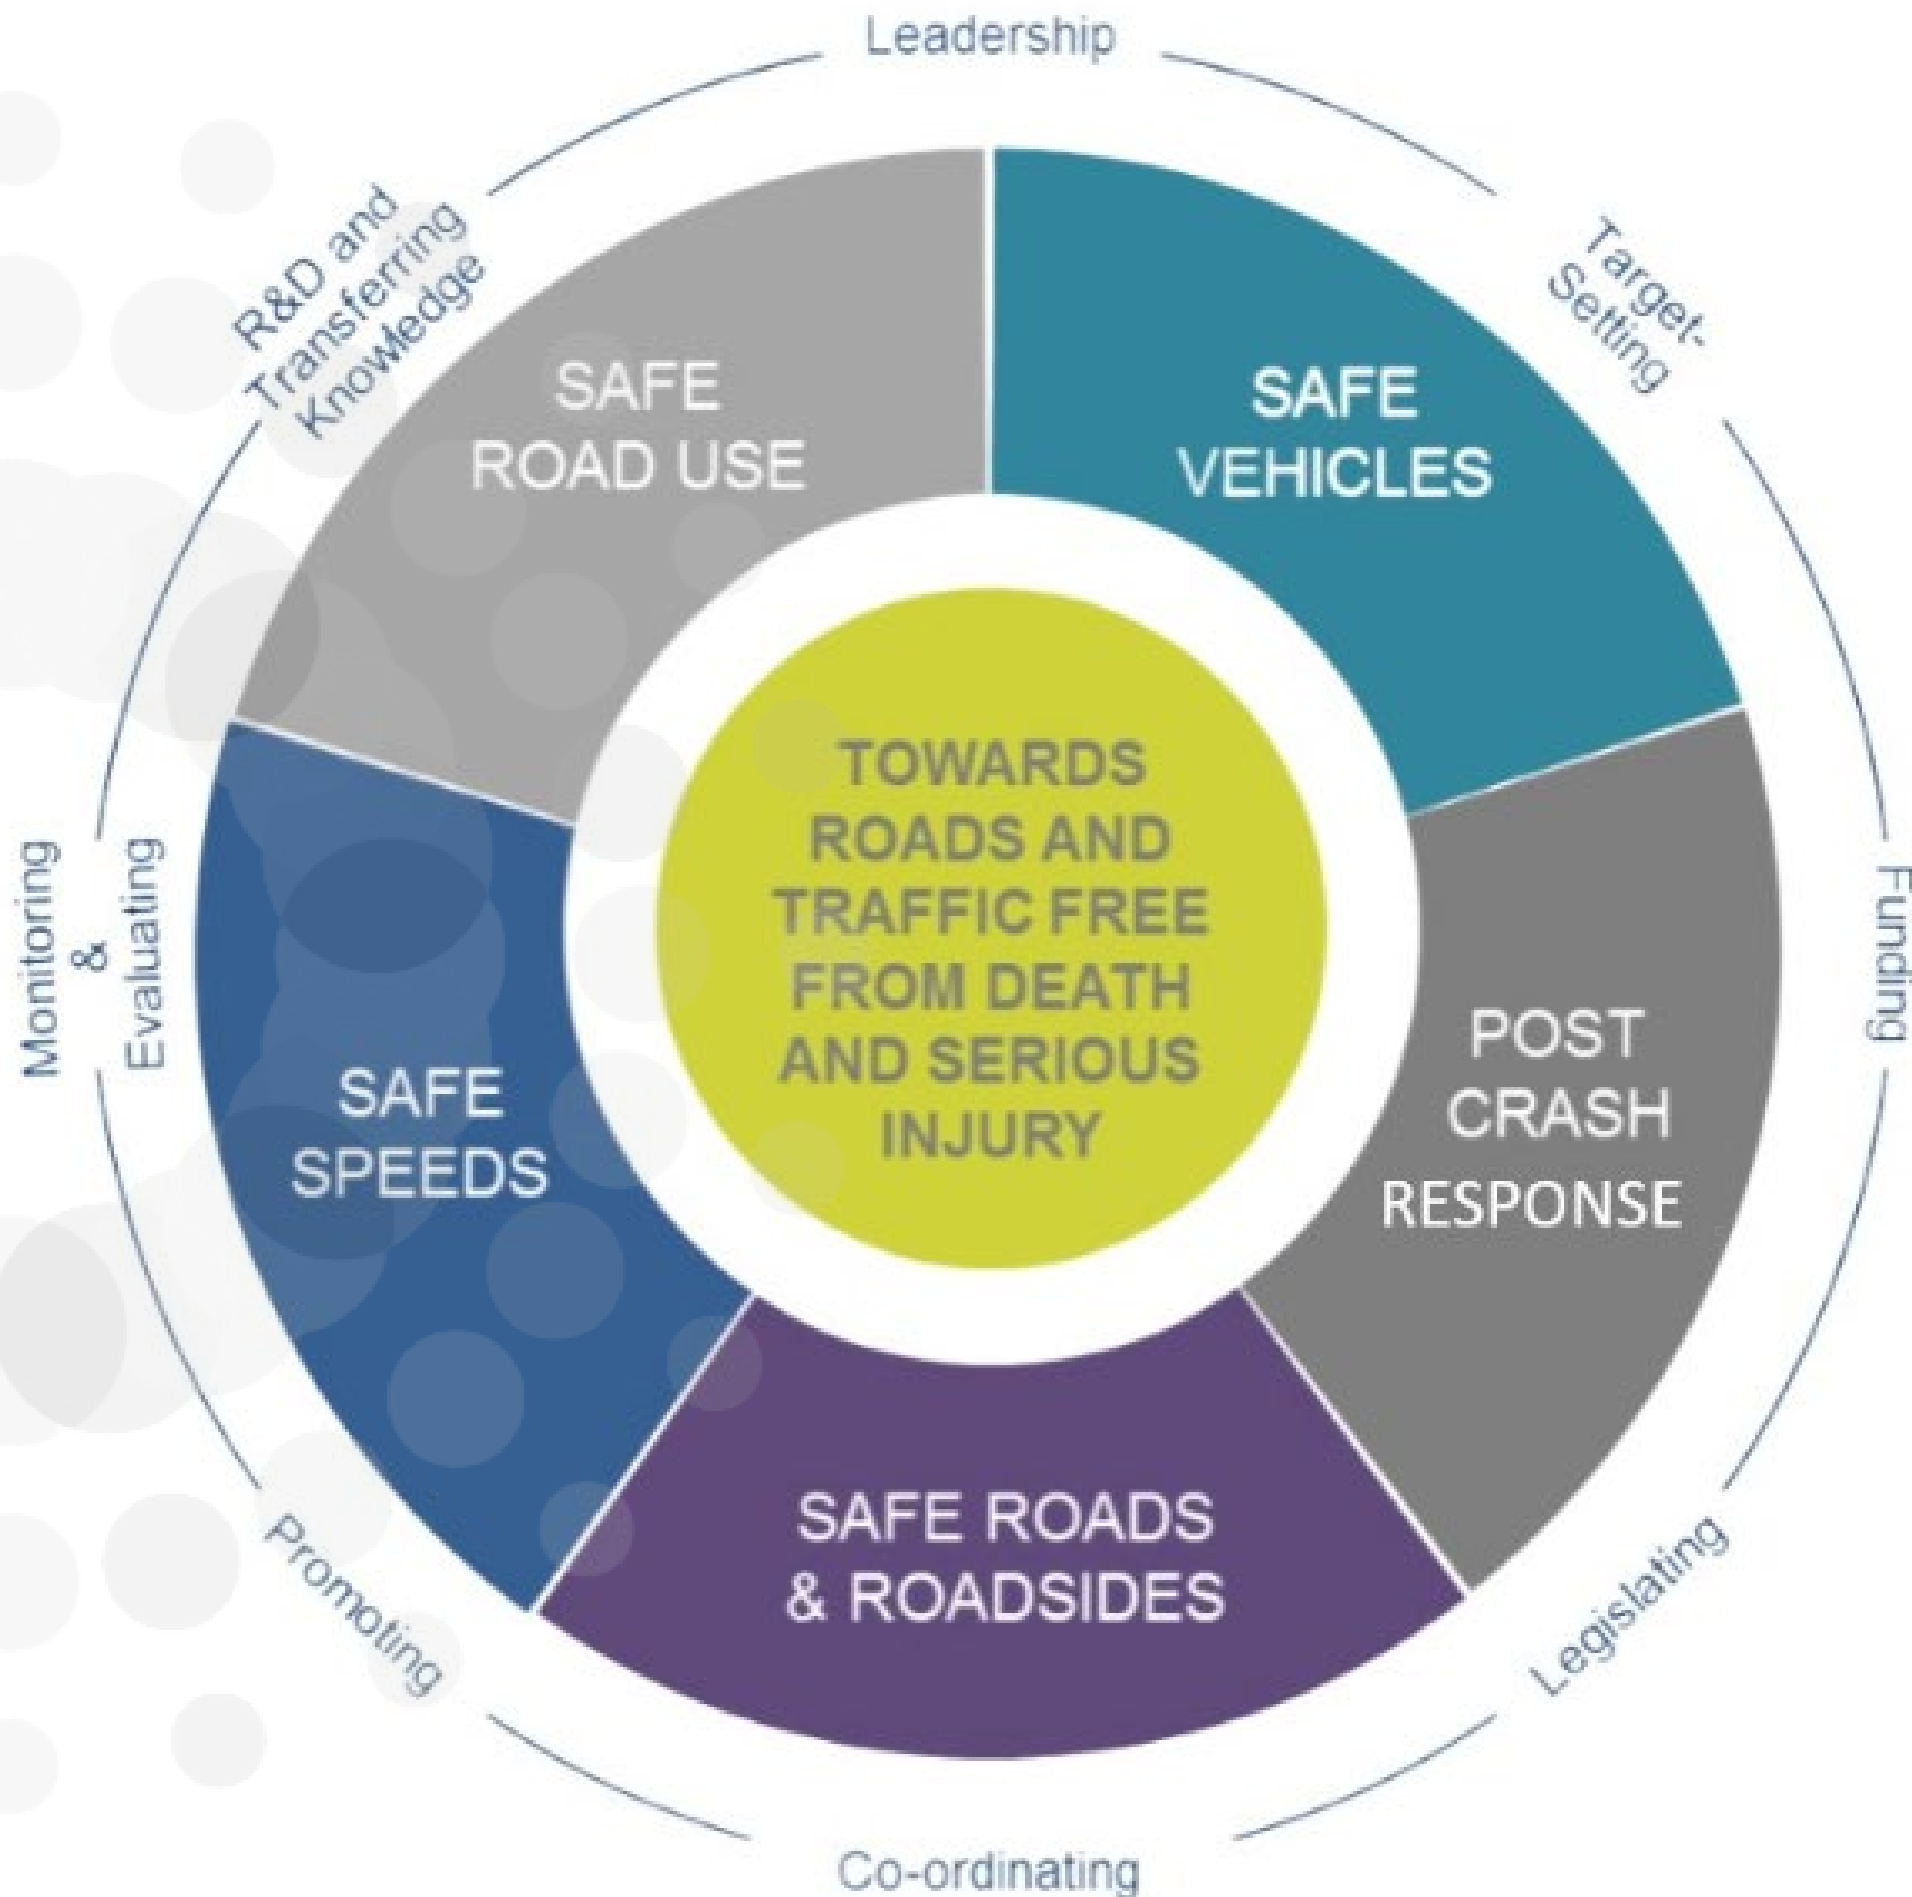 Leadership
Target-
Setting
Funding
Legislating
Co-ordinating
Promoting
Monitoring
&
Evaluating
R&D and
Transferring
Knowledge
SAFE
VEHICLES
POST
CRASH
RESPONSE
SAFE ROADS
& ROADSIDES
SAFE
SPEEDS
SAFE
ROAD USE
TOWARDS
ROADS AND
TRAFFIC FREE
FROM DEATH
AND SERIOUS
INJURY